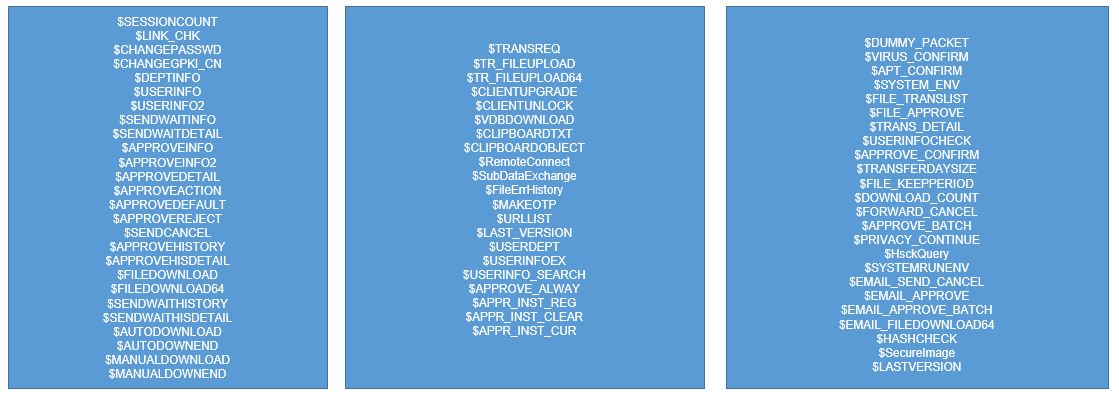 $SESSIONCOUNT
$LINK_CHK
$CHANGEPASSWD
$CHANGEGPKI_CN
$DEPTINFO
$USERINFO
$USERINFO2
$SENDWAITINFO
$SENDWAITDETAIL
$APPROVEINFO
$APPROVEINFO2
$APPROVEDETAIL
$APPROVEACTION
$APPROVEDEFAULT
$APPROVEREJECT
$SENDCANCEL
$APPROVEHISTORY
$APPROVEHISDETAIL
$FILEDOWNLOAD
$FILEDOWNLOAD64
$SENDWAITHISTORY
$SENDWAITHISDETAIL
$AUTODOWNLOAD
$AUTODOWNEND
$MANUALDOWNLOAD
$MANUALDOWNEND
$TRANSREQ
$TR_FILEUPLOAD
$TR_FILEUPLOAD64
$CLIENTUPGRADE
$CLIENTUNLOCK
$VDBDOWNLOAD
$CLIPBOARDTXT
$CLIPBOARDOBJECT
$RemoteConnect
$SubDataExchange
$FileErrHistory
$MAKEOTP
$URLLIST
$LAST_VERSION
$USERDEPT
$USERINFOEX
$USERINFO_SEARCH
$APPROVE_ALWAY
$APPR_INST_REG
$APPR_INST_CLEAR
$APPR_INST_CUR
$DUMMY_PACKET
$VIRUS_CONFIRM
$APT_CONFIRM
$SYSTEM_ENV
$FILE_TRANSLIST
$FILE_APPROVE
$TRANS_DETAIL
$USERINFOCHECK
$APPROVE_CONFIRM
$TRANSFERDAYSIZE
$FILE_KEEPPERIOD
$DOWNLOAD_COUNT
$FORWARD_CANCEL
$APPROVE_BATCH
$PRIVACY_CONTINUE
$HsckQuery
$SYSTEMRUNENV
$EMAIL_SEND_CANCEL
$EMAIL_APPROVE
$EMAIL_APPROVE_BATCH
$EMAIL_FILEDOWNLOAD64
$HASHCHECK
$SecureImage
$LASTVERSION